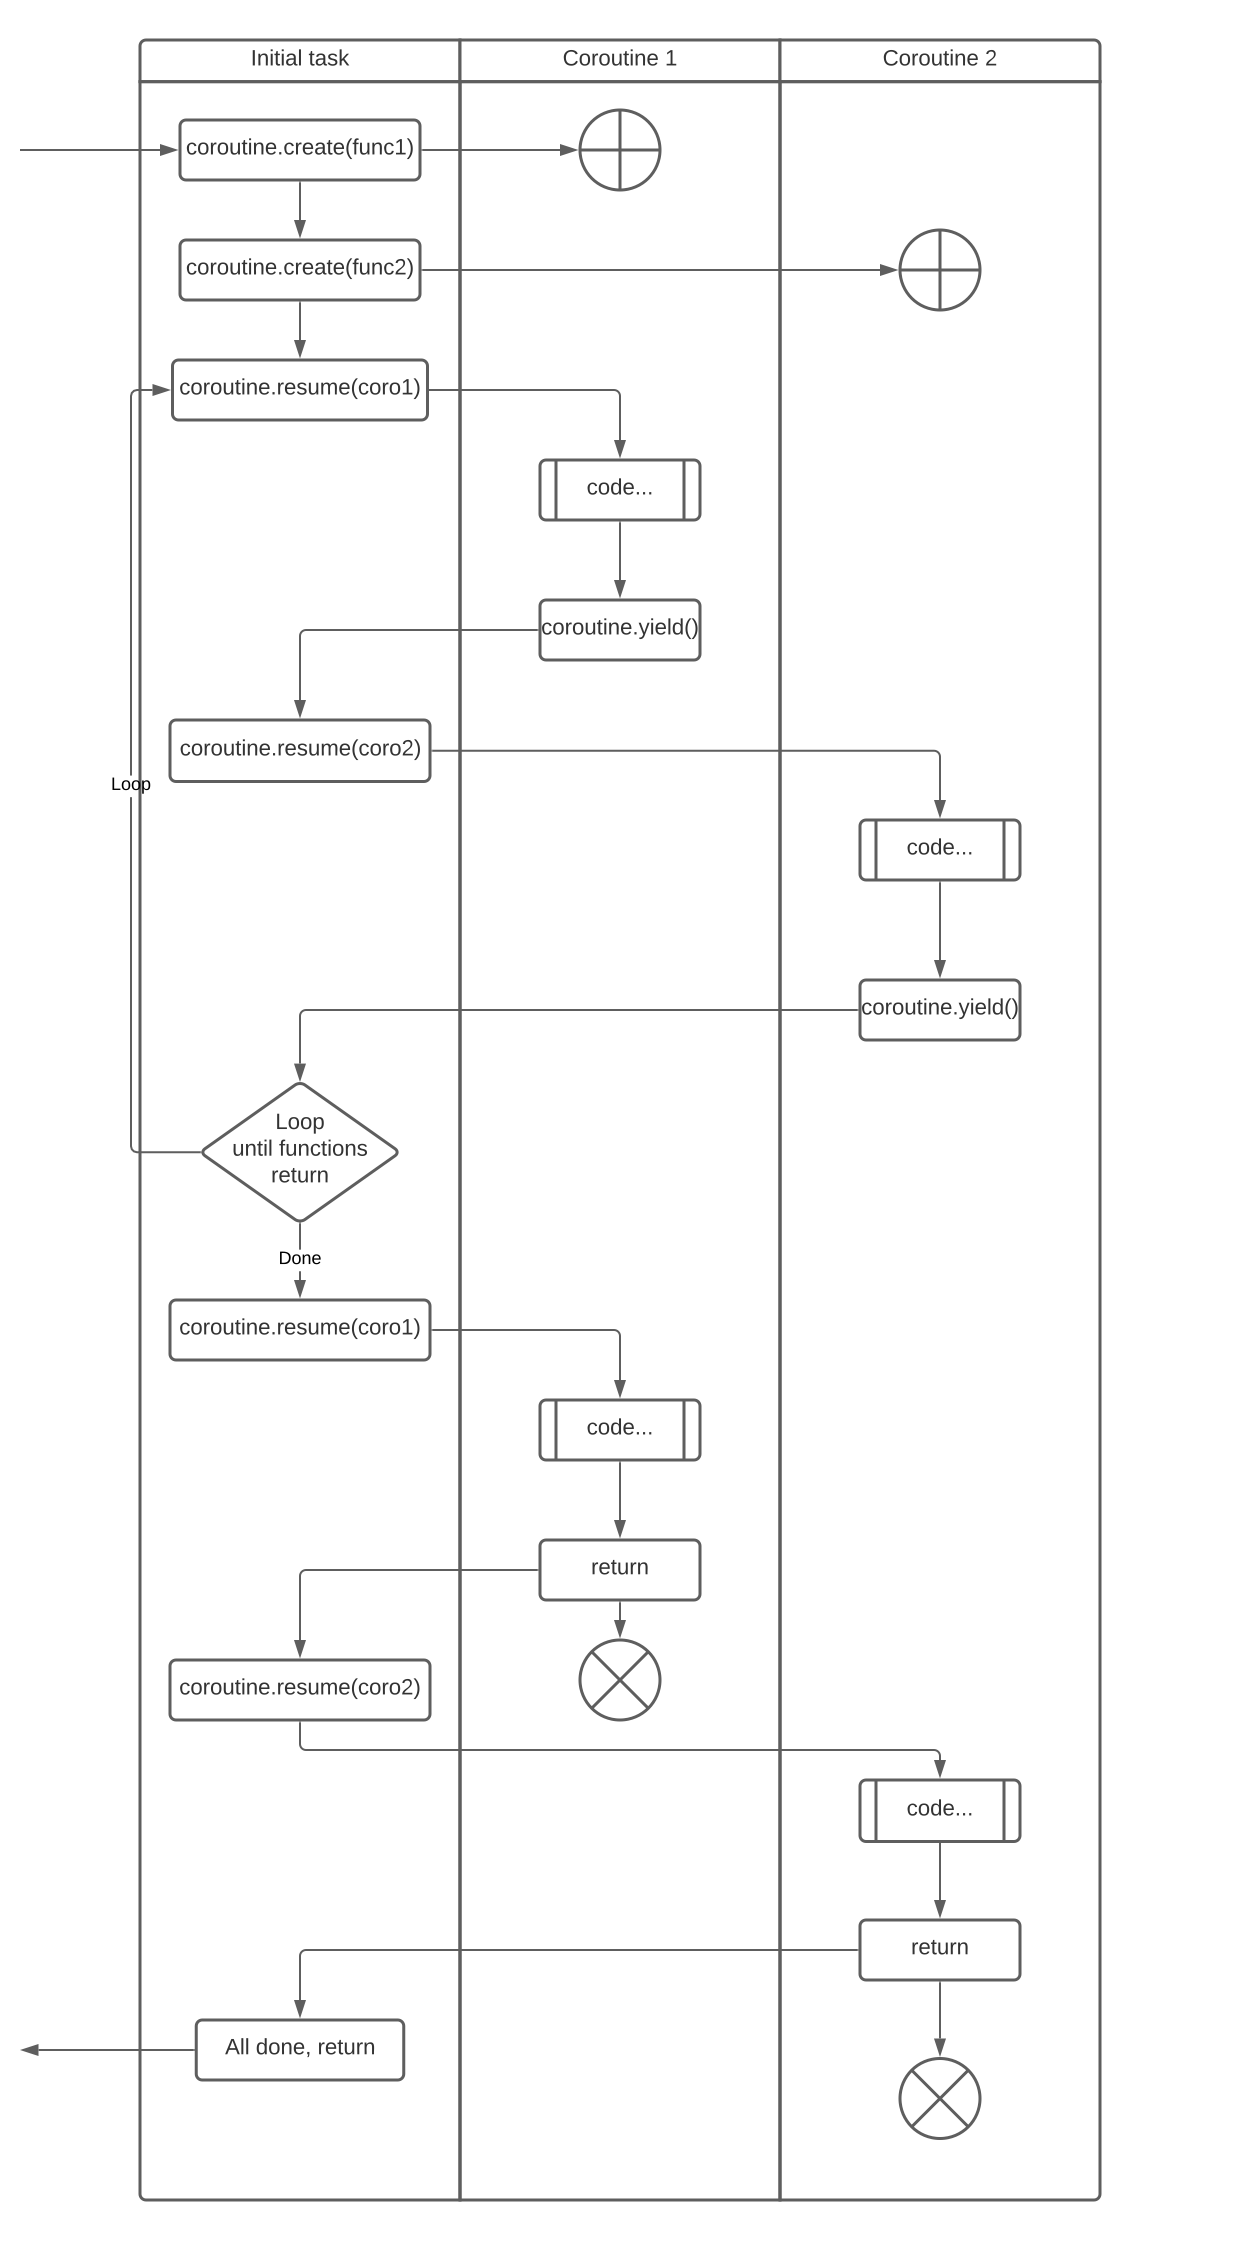 Initial task
Coroutine 1
Coroutine 2
coroutine.create(func1)
coroutine.create(func2)
coroutine.resume(coro1)
code...
coroutine.yield()
coroutine.resume(coro2)
Loop
code...
coroutine.yield()
Loop
until functions
return
Done
coroutine.resume(coro1)
code...
return
coroutine.resume(coro2)
code...
return
All done, return